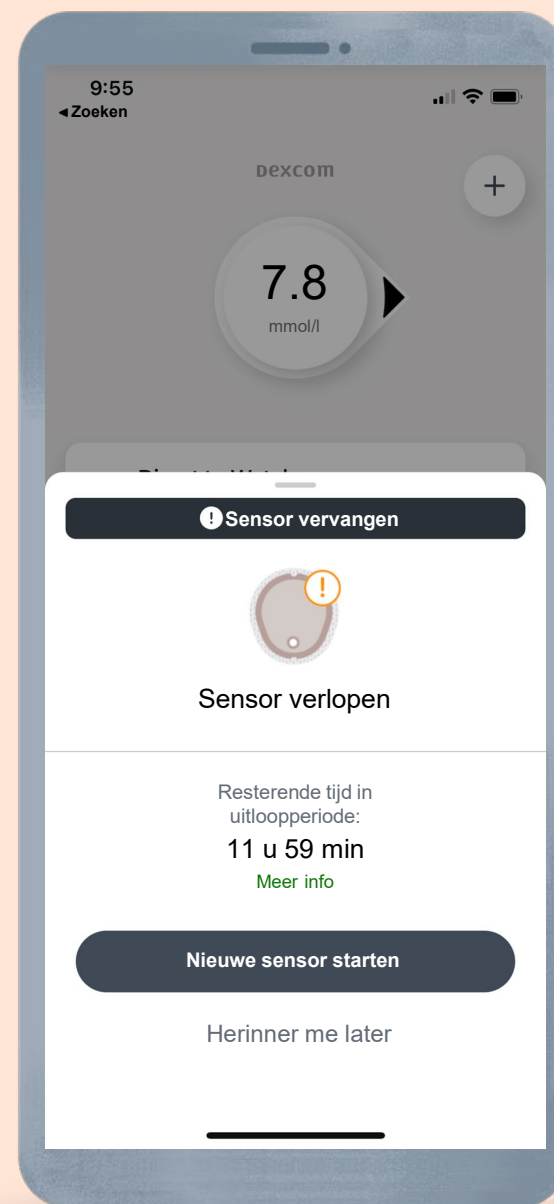 9:55
◂ Zoeken
Dexcom
+
7.8
mmol/l
! Sensor vervangen
!
Sensor verlopen
Resterende tijd in
uitloopperiode:
11 u 59 min
Meer info
Nieuwe sensor starten
Herinner me later